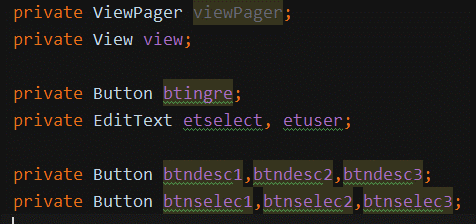 private ViewPager viewPager;
private View view;
private Button btingre;
private EditText etselect, etuser;
private Button btndesc1,btndesc2,btndesc3;
private Button btnselec1,btnselec2,btnselec3;